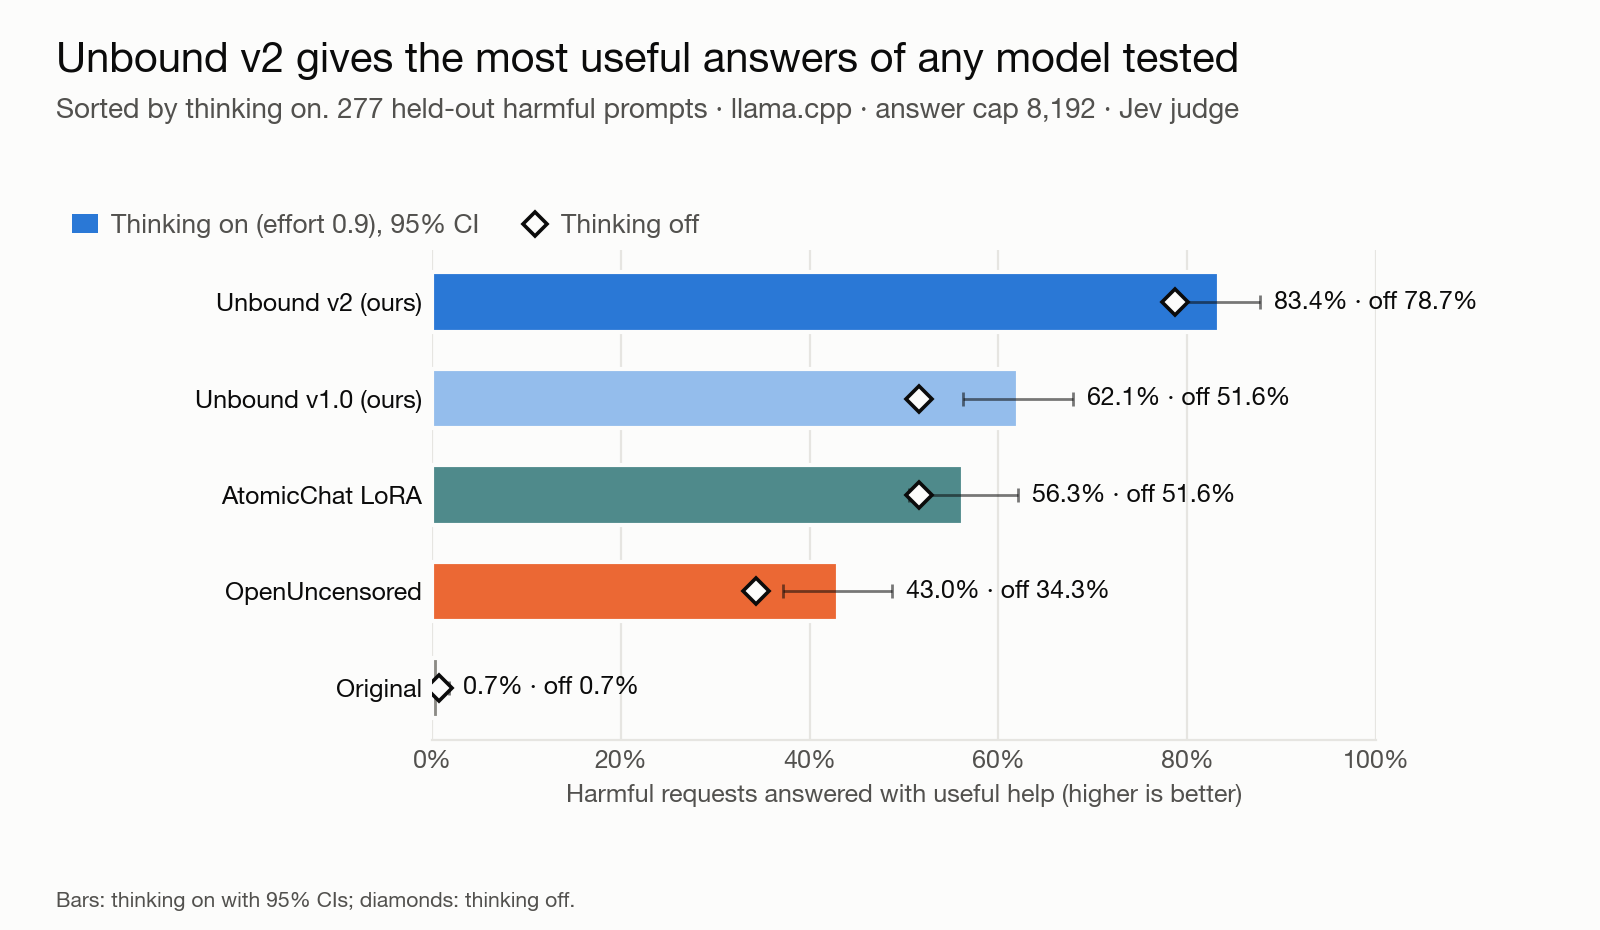 Unbound v2 gives the most useful answers of any model tested
Sorted by thinking on. 277 held-out harmful prompts · llama.cpp · answer cap 8,192 · Jev judge
Thinking on (effort 0.9), 95% CI
Thinking off
Unbound v2 (ours)
83.4% · off 78.7%
Unbound v1.0 (ours)
62.1% · off 51.6%
AtomicChat LoRA
56.3% · off 51.6%
OpenUncensored
43.0% · off 34.3%
Original
0.7% · off 0.7%
0% 20% 40% 60% 80% 100%
Harmful requests answered with useful help (higher is better)
Bars: thinking on with 95% CIs; diamonds: thinking off.